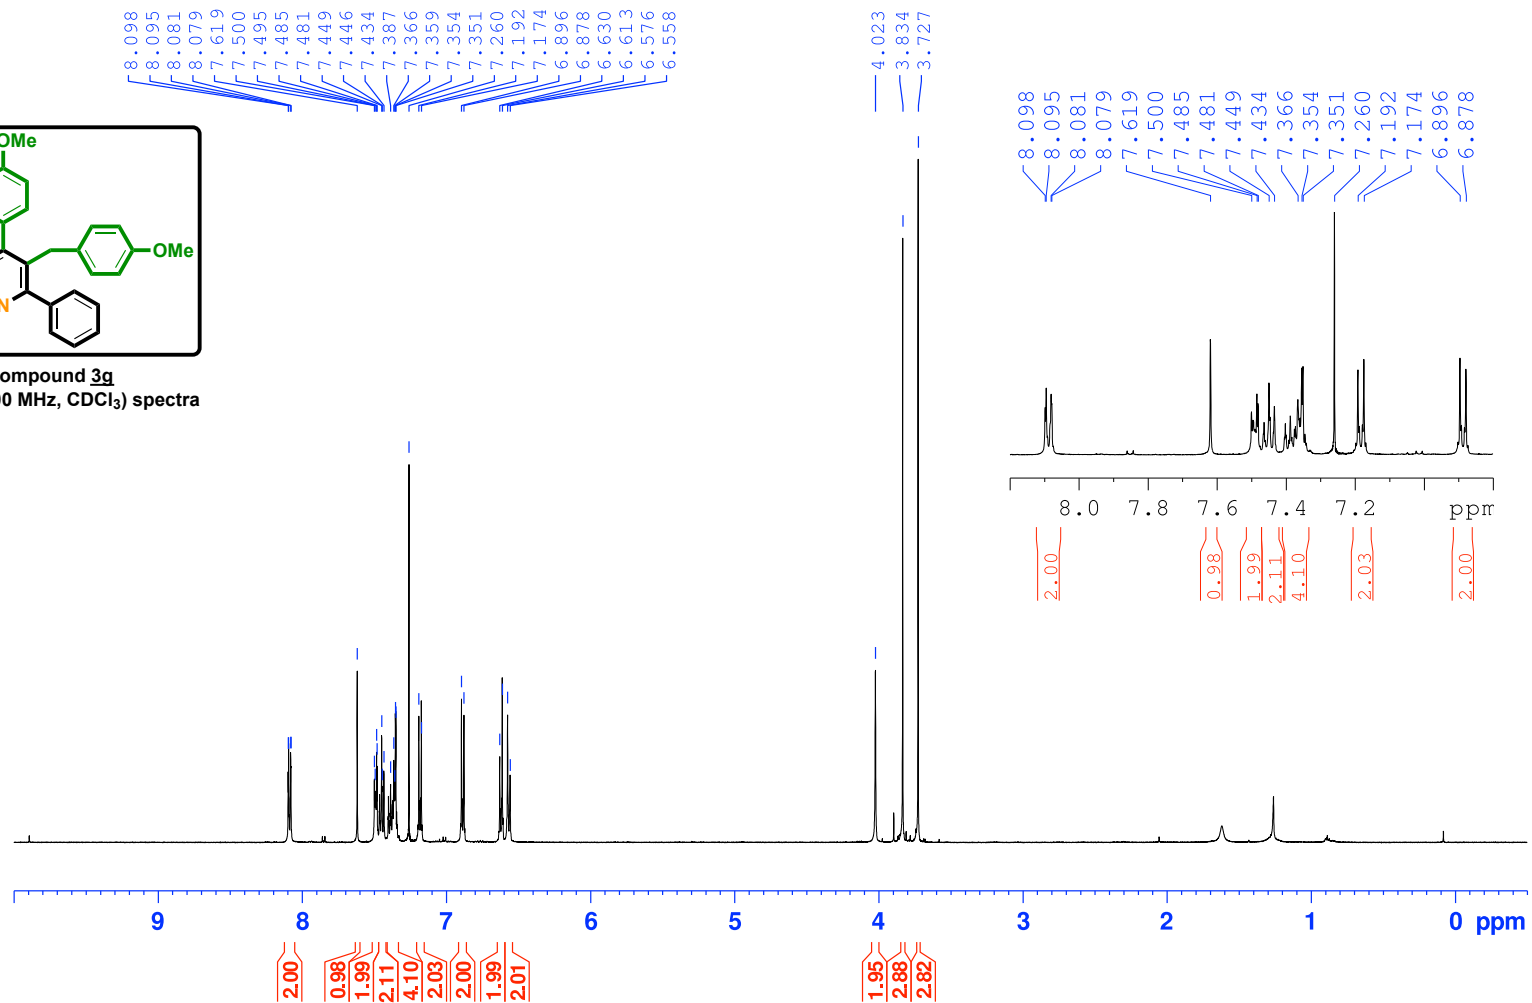 8.098 8.095 8.081 8.079 7.619 7.500 7.495 7.485 7.481 7.449 7.446 7.434 7.387 7.366 7.359 7.354 7.351 7.260 7.192 7.174 6.896 6.878 6.630 6.613 6.576 6.558
4.023 3.834 3.727
8.098 8.095 8.081 8.079 7.619 7.500 7.485 7.481 7.449 7.434 7.366 7.354 7.351 7.260 7.192 7.174 6.896 6.878
OMe
OMe
N
ompound 3g
00 MHz, CDCl₃) spectra
8.0 7.8 7.6 7.4 7.2 ppm
2.00 0.98 1.99 2.11 4.10 2.03 2.00
9 8 7 6 5 4 3 2 1 0 ppm
2.00 0.98 1.99 2.11 4.10 2.03 2.00 1.99 2.01 1.95 2.88 2.82